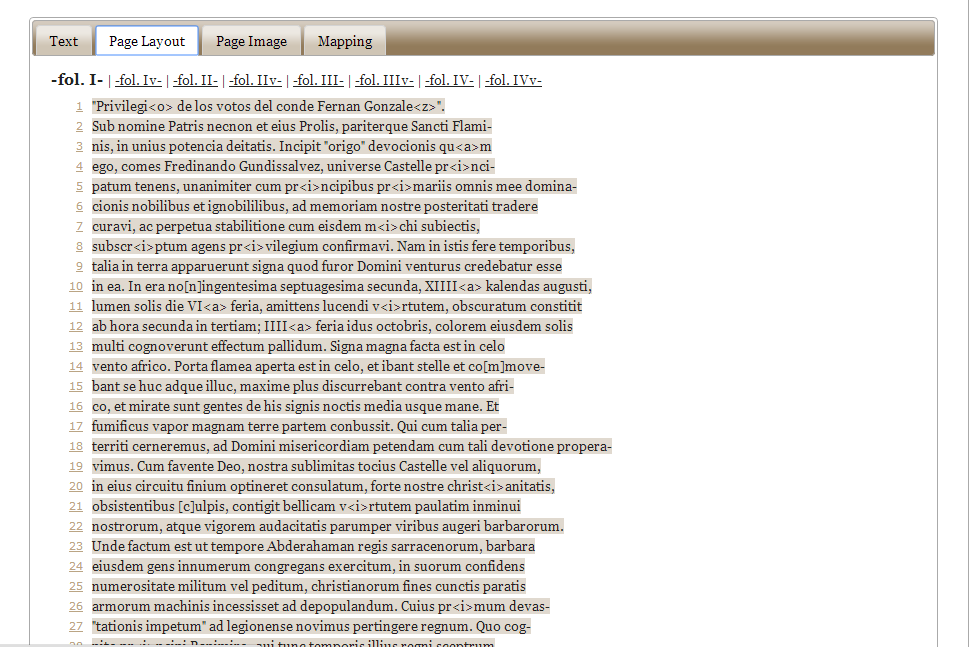 Text Page Layout Page Image Mapping
-fol. I- | -fol. Iv- | -fol. II- | -fol. IIv- | -fol. III- | -fol. IIIv- | -fol. IV- | -fol. IVv-
1 "Privilegi<o> de los votos del conde Fernan Gonzale<z>".
2 Sub nomine Patris necnon et eius Prolis, pariterque Sancti Flami-
3 nis, in unius potencia deitatis. Incipit "origo" devocionis qu<a>m
4 ego, comes Fredinando Gundissalvez, universe Castelle pr<i>nci-
5 patum tenens, unanimiter cum pr<i>ncipibus pr<i>mariis omnis mee domina-
6 cionis nobilibus et ignobililibus, ad memoriam nostre posteritati tradere
7 curavi, ac perpetua stabilitione cum eisdem m<i>chi subiectis,
8 subscr<i>ptum agens pr<i>vilegium confirmavi. Nam in istis fere temporibus,
9 talia in terra apparuerunt signa quod furor Domini venturus credebatur esse
10 in ea. In era no[n]ingentesima septuagesima secunda, XIIII<a> kalendas augusti,
11 lumen solis die VI<a> feria, amittens lucendi v<i>rtutem, obscuratum constitit
12 ab hora secunda in tertiam; IIII<a> feria idus octobris, colorem eiusdem solis
13 multi cognoverunt effectum pallidum. Signa magna facta est in celo
14 vento africo. Porta flamea aperta est in celo, et ibant stelle et co[m]move-
15 bant se huc adque illuc, maxime plus discurrebant contra vento afri-
16 co, et mirate sunt gentes de his signis noctis media usque mane. Et
17 fumificus vapor magnam terre partem conbussit. Qui cum talia per-
18 territi cerneremus, ad Domini misericordiam petendam cum tali devotione propera-
19 vimus. Cum favente Deo, nostra sublimitas tocius Castelle vel aliquorum,
20 in eius circuitu finium optineret consulatum, forte nostre christ<i>anitatis,
21 obsistentibus [c]ulpis, contigit bellicam v<i>rtutem paulatim inminui
22 nostrorum, atque vigorem audacitatis parumper viribus augeri barbarorum.
23 Unde factum est ut tempore Abderahaman regis sarracenorum, barbara
24 eiusdem gens innumerum congregans exercitum, in suorum confidens
25 numerositate militum vel peditum, christianorum fines cunctis paratis
26 armorum machinis incessisset ad depopulandum. Cuius pr<i>mum devas-
27 "tationis impetum" ad legionense novimus pertingere regnum. Quo cog-